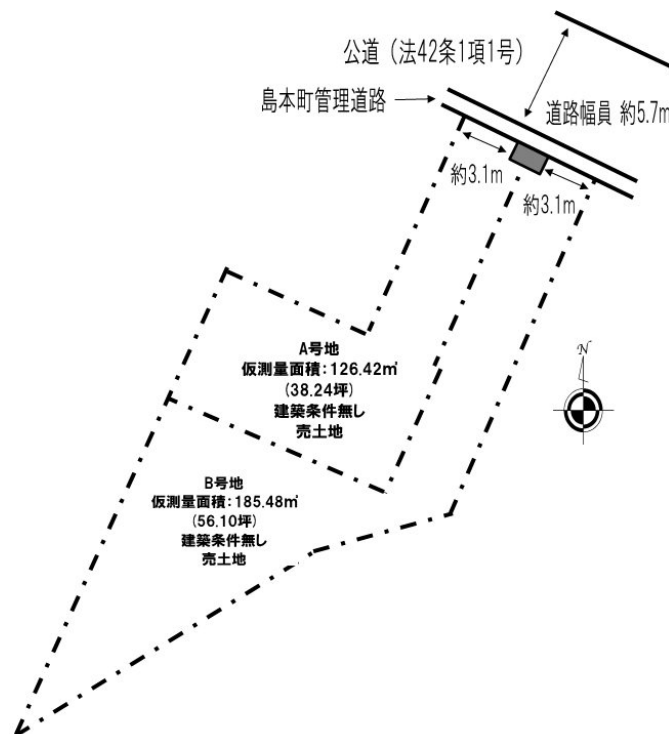 公道（法42条1項1号）
島本町管理道路
道路幅員 約5.7m
約3.1m
約3.1m
A号地
仮測量面積：126.42㎡
(38.24坪)
建築条件無し
売土地
N
B号地
仮測量面積：185.48㎡
(56.10坪)
建築条件無し
売土地